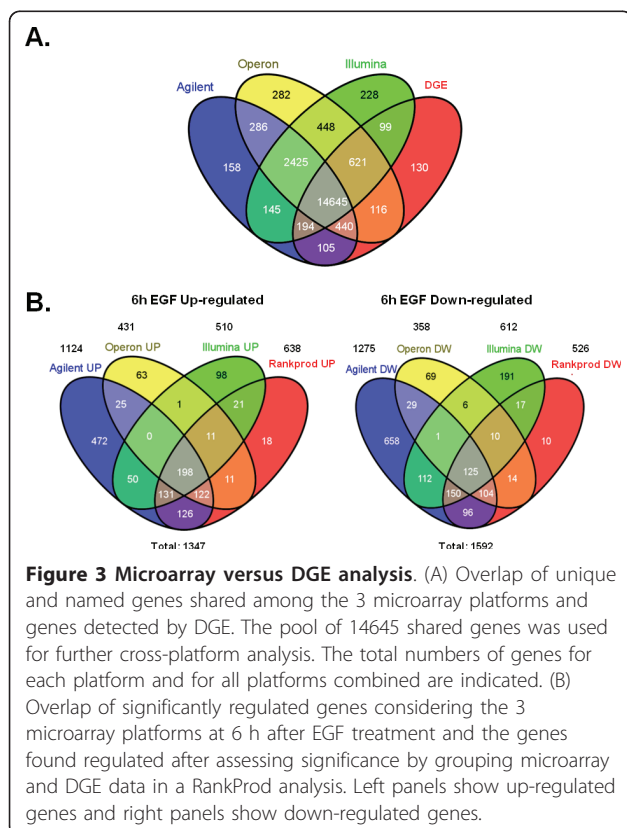 A.
Operon
Illumina
Agilent
DGE
282
228
286
448
99
158
2425
621
130
145
14645
116
194
440
105
B.
6h EGF Up-regulated
6h EGF Down-regulated
431
510
1124
Operon UP
Illumina UP
638
Agilent UP
Rankprod UP
63
98
25
1
21
472
0
11
18
50
198
11
131
122
126
Total: 1347
358
612
1275
Operon DW
Illumina DW
526
Agilent DW
Rankprod DW
69
191
29
6
17
658
1
10
10
112
125
14
150
104
96
Total: 1592
Figure 3 Microarray versus DGE analysis. (A) Overlap of unique
and named genes shared among the 3 microarray platforms and
genes detected by DGE. The pool of 14645 shared genes was used
for further cross-platform analysis. The total numbers of genes for
each platform and for all platforms combined are indicated. (B)
Overlap of significantly regulated genes considering the 3
microarray platforms at 6 h after EGF treatment and the genes
found regulated after assessing significance by grouping microarray
and DGE data in a RankProd analysis. Left panels show up-regulated
genes and right panels show down-regulated genes.